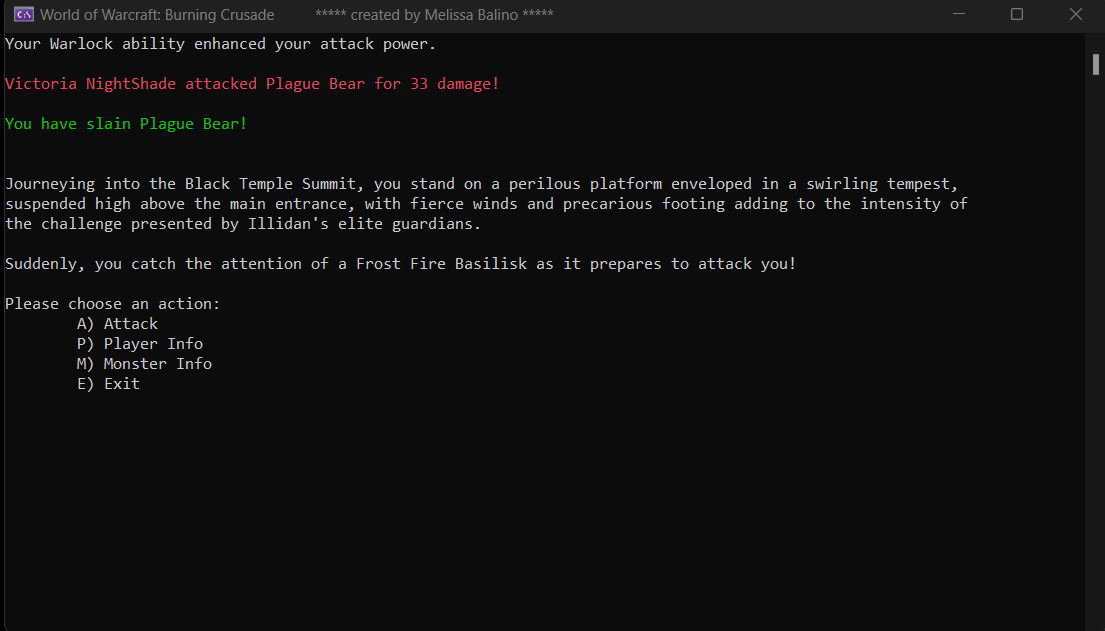 World of Warcraft: Burning Crusade ***** created by Melissa Balino *****
Your Warlock ability enhanced your attack power.
Victoria NightShade attacked Plague Bear for 33 damage!
You have slain Plague Bear!
Journeying into the Black Temple Summit, you stand on a perilous platform enveloped in a swirling tempest,
suspended high above the main entrance, with fierce winds and precarious footing adding to the intensity of
the challenge presented by Illidan's elite guardians.
Suddenly, you catch the attention of a Frost Fire Basilisk as it prepares to attack you!
Please choose an action:
A) Attack
P) Player Info
M) Monster Info
E) Exit